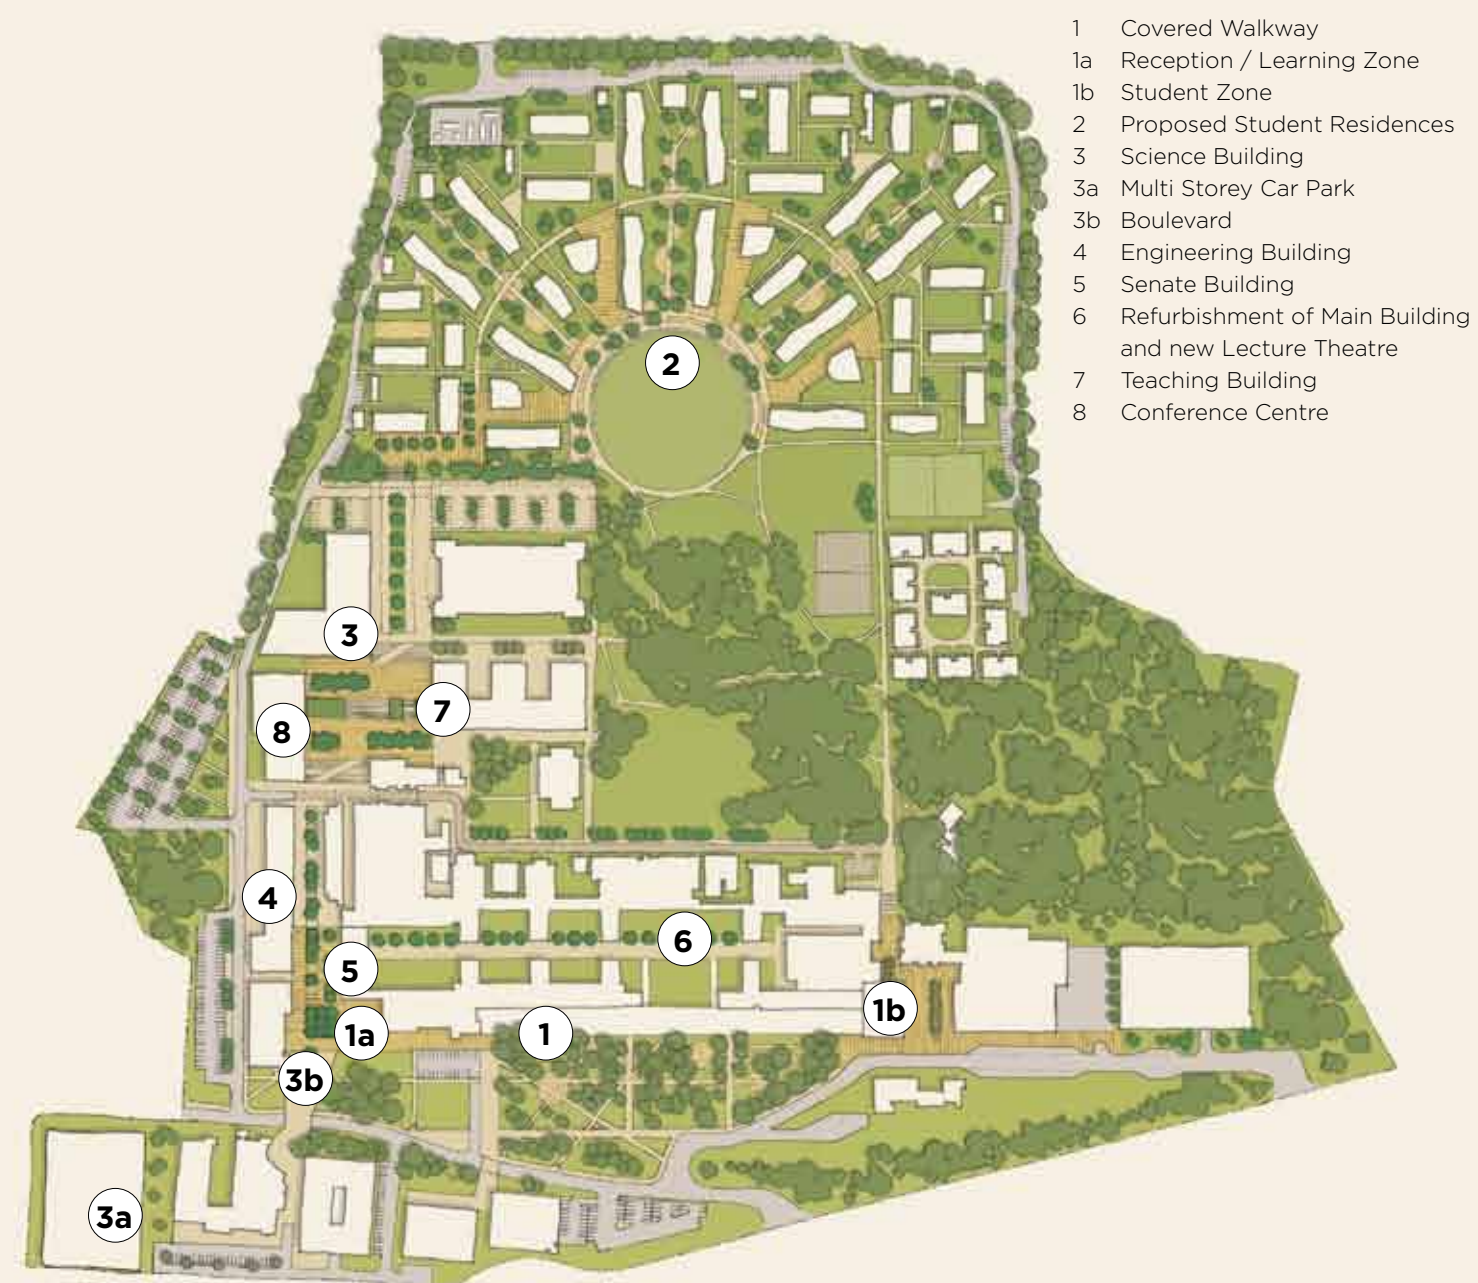 1 Covered Walkway
1a Reception / Learning Zone
1b Student Zone
2 Proposed Student Residences
3 Science Building
3a Multi Storey Car Park
3b Boulevard
4 Engineering Building
5 Senate Building
6 Refurbishment of Main Building
and new Lecture Theatre
7 Teaching Building
8 Conference Centre
2
3
7
8
4
6
5
1b
1a
1
3b
3a